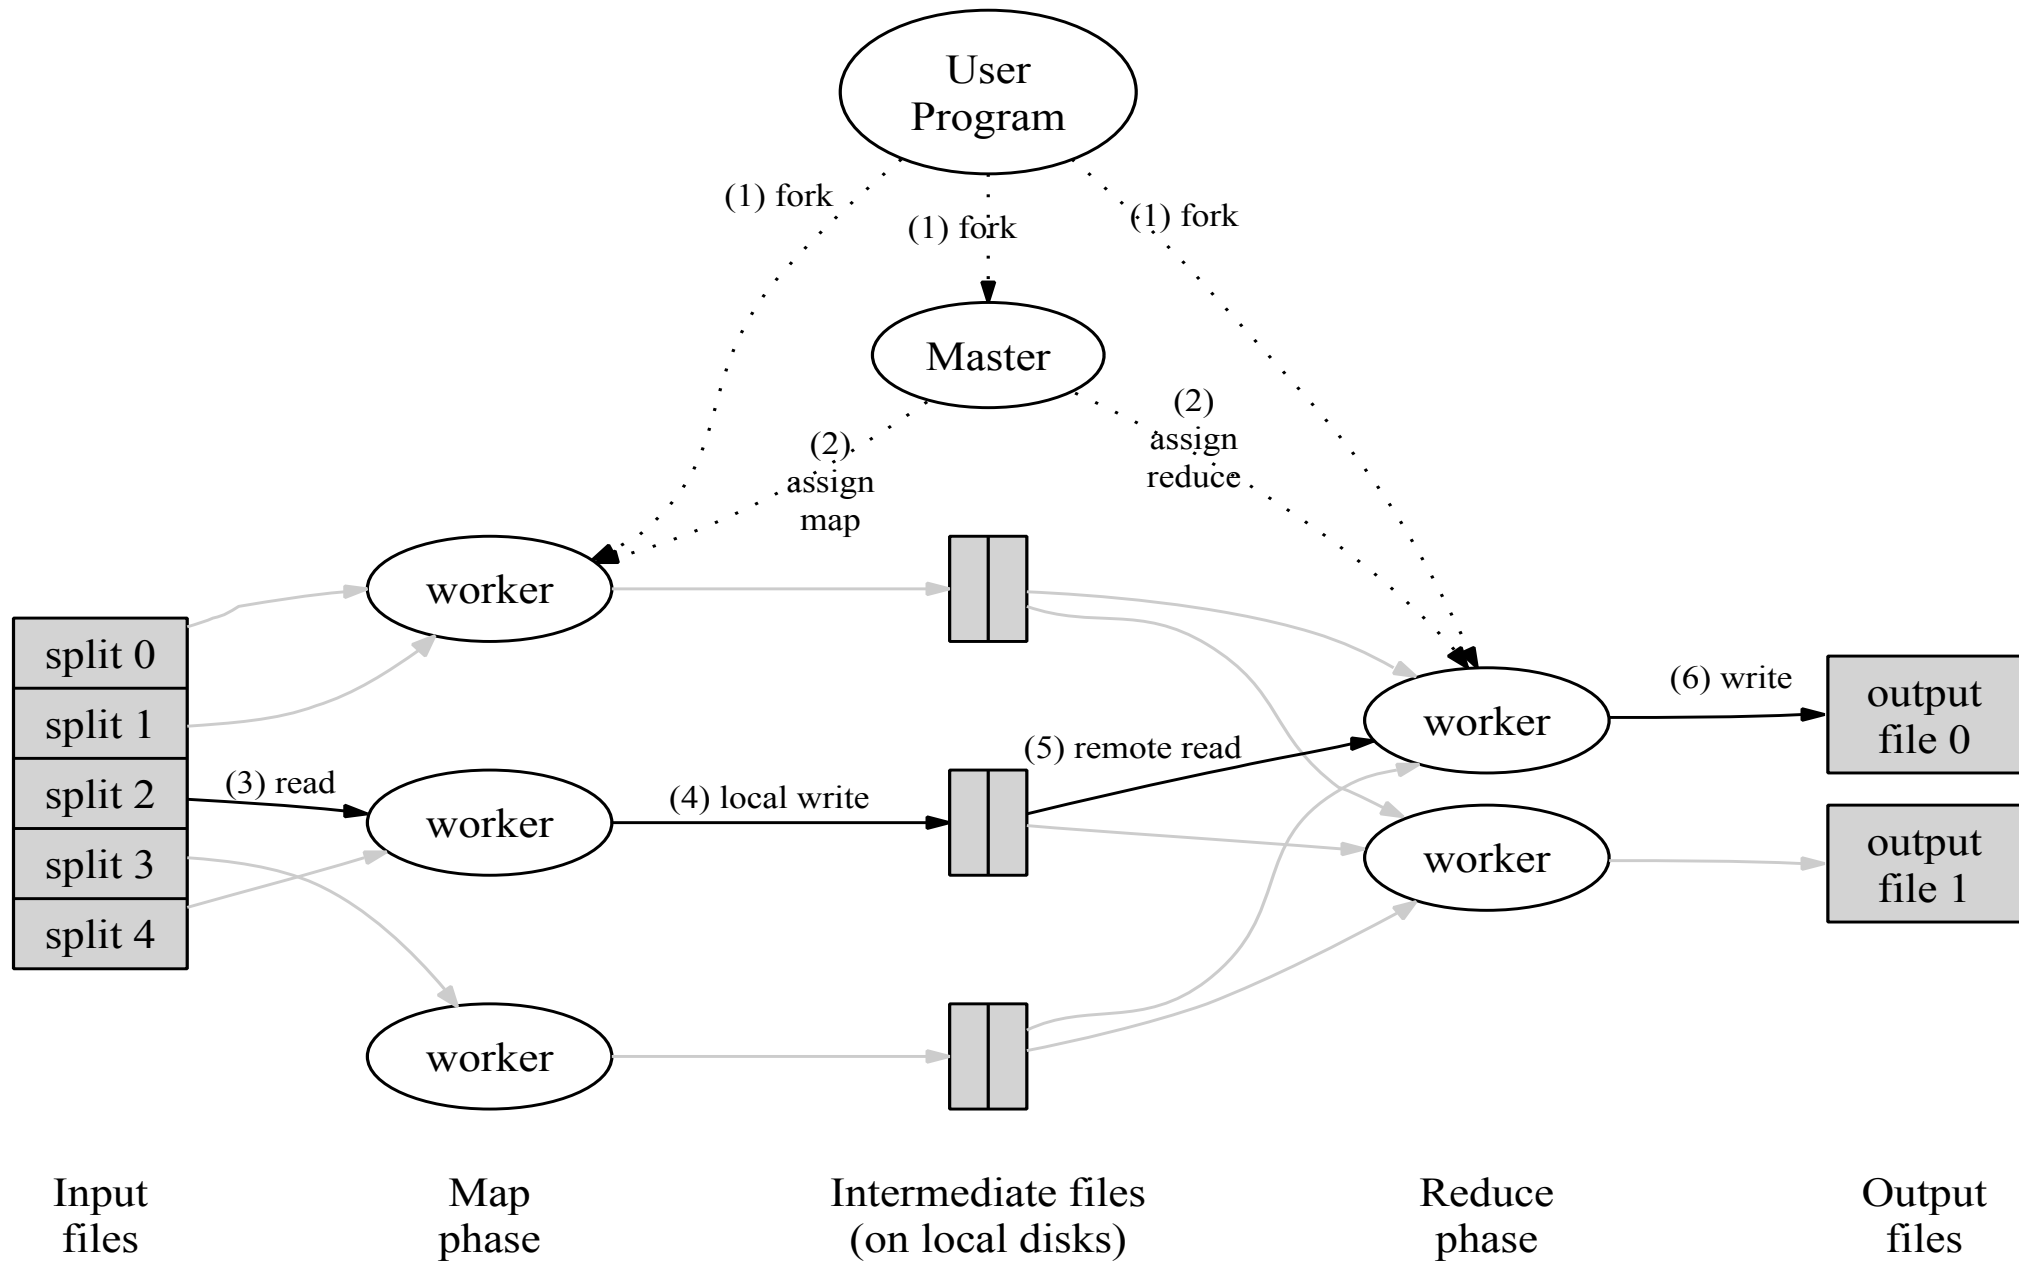 User
Program
(1) fork
(1) fork
(1) fork
Master
(2)
assign
map
(2)
assign
reduce
split 0
split 1
split 2
split 3
split 4
(3) read
worker
worker
worker
(4) local write
(5) remote read
worker
worker
(6) write
output
file 0
output
file 1
Input
files
Map
phase
Intermediate files
(on local disks)
Reduce
phase
Output
files